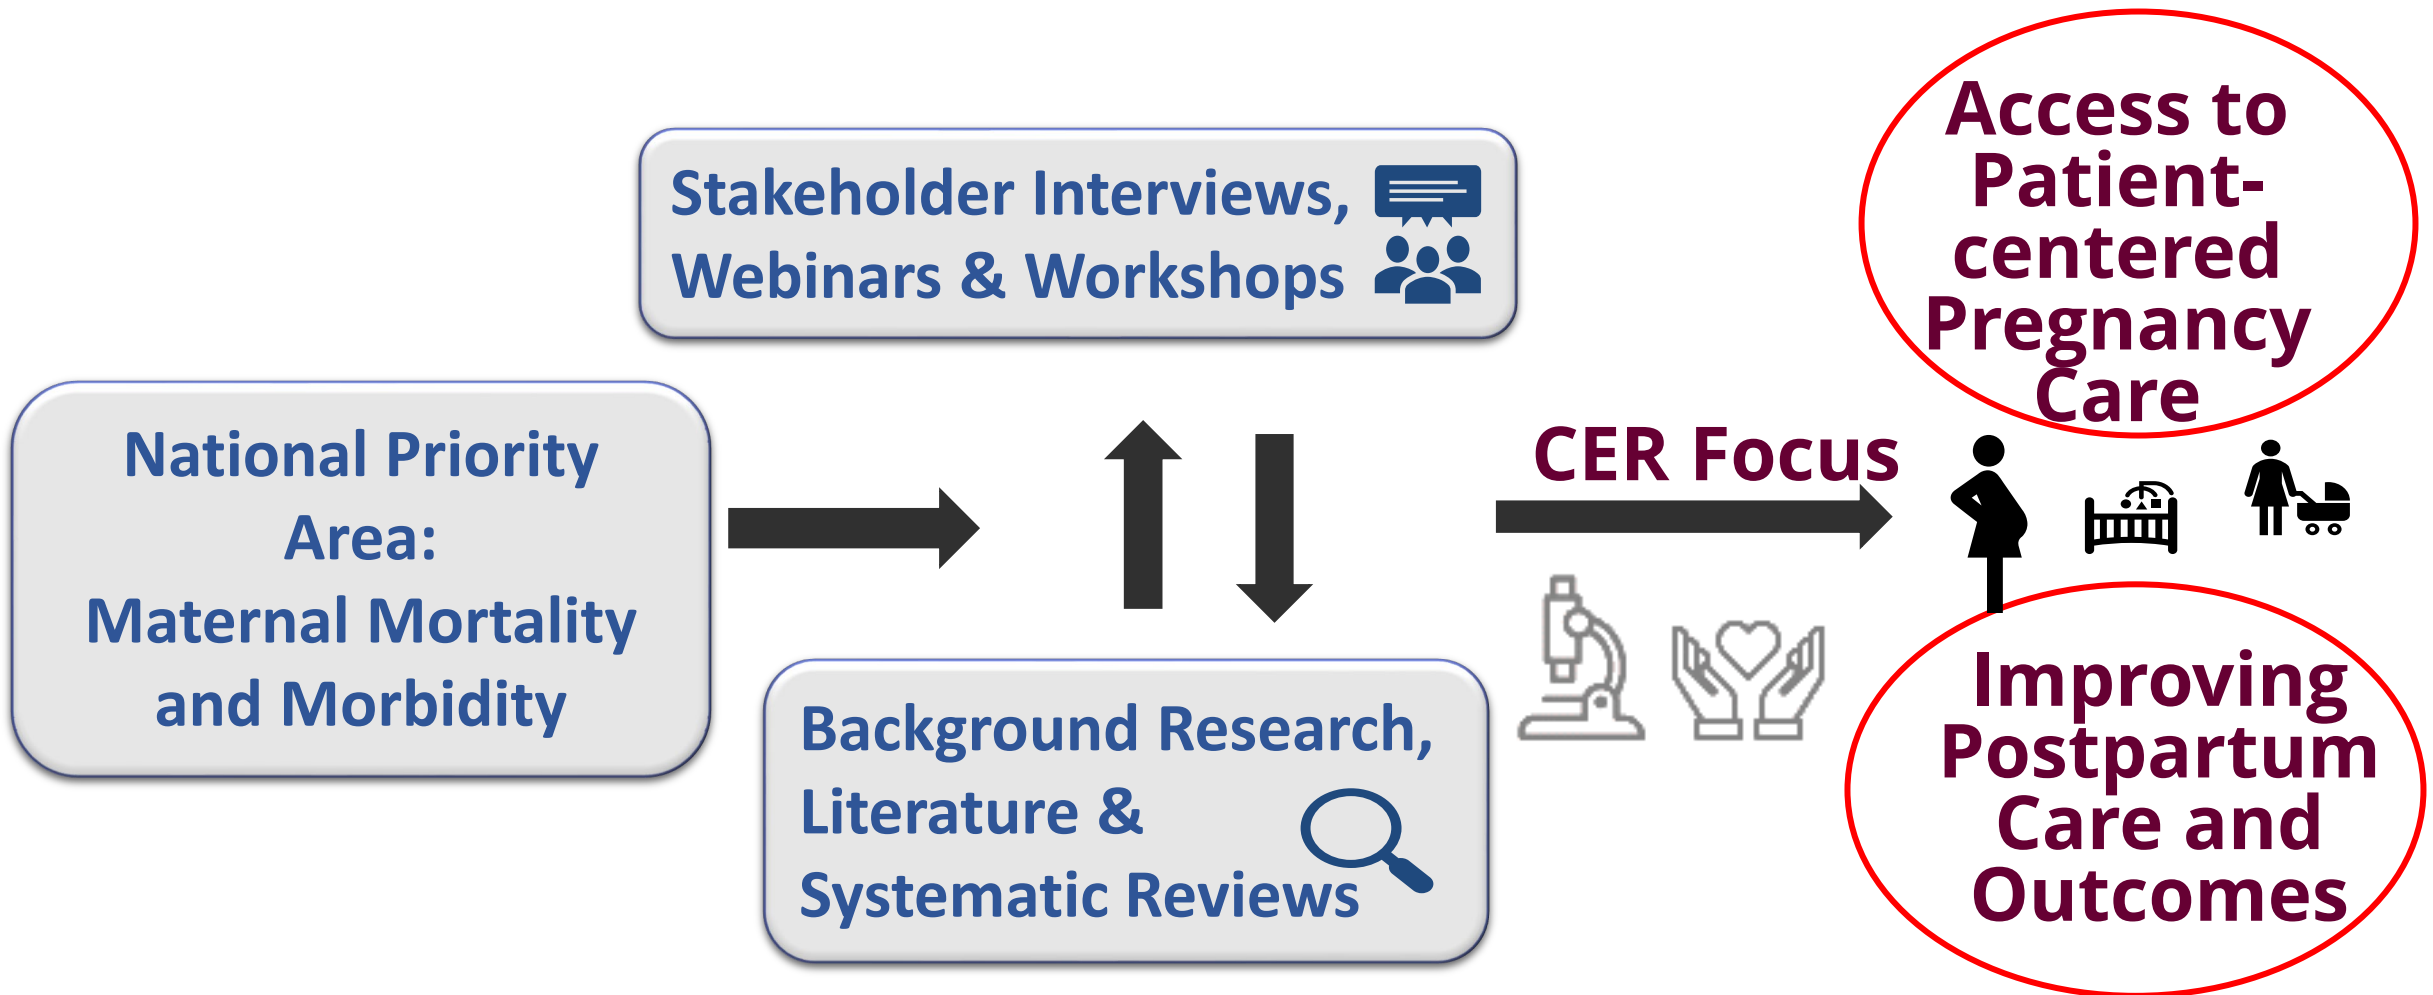 National Priority
Area:
Maternal Mortality
and Morbidity
Stakeholder Interviews,
Webinars & Workshops
Background Research,
Literature &
Systematic Reviews
CER Focus
Access to
Patient-
centered
Pregnancy
Care
Improving
Postpartum
Care and
Outcomes